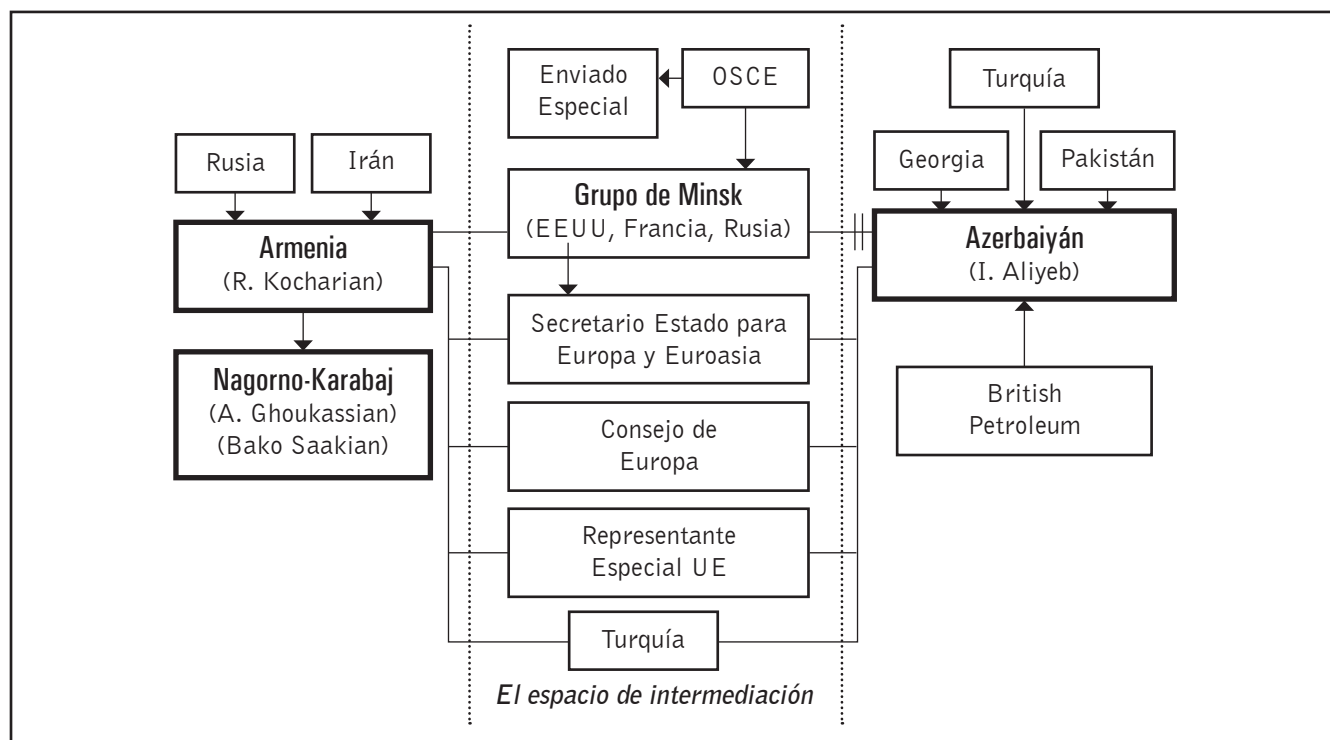 Rusia
Irán
Armenia
(R. Kocharian)
Nagorno-Karabaj
(A. Ghoukassian)
(Bako Saakian)
Enviado
Especial
OSCE
Grupo de Minsk
(EEUU, Francia, Rusia)
Secretario Estado para
Europa y Euroasia
Consejo de
Europa
Representante
Especial UE
Turquía
El espacio de intermediación
Turquía
Georgia
Pakistán
Azerbaiyán
(I. Aliyeb)
British
Petroleum